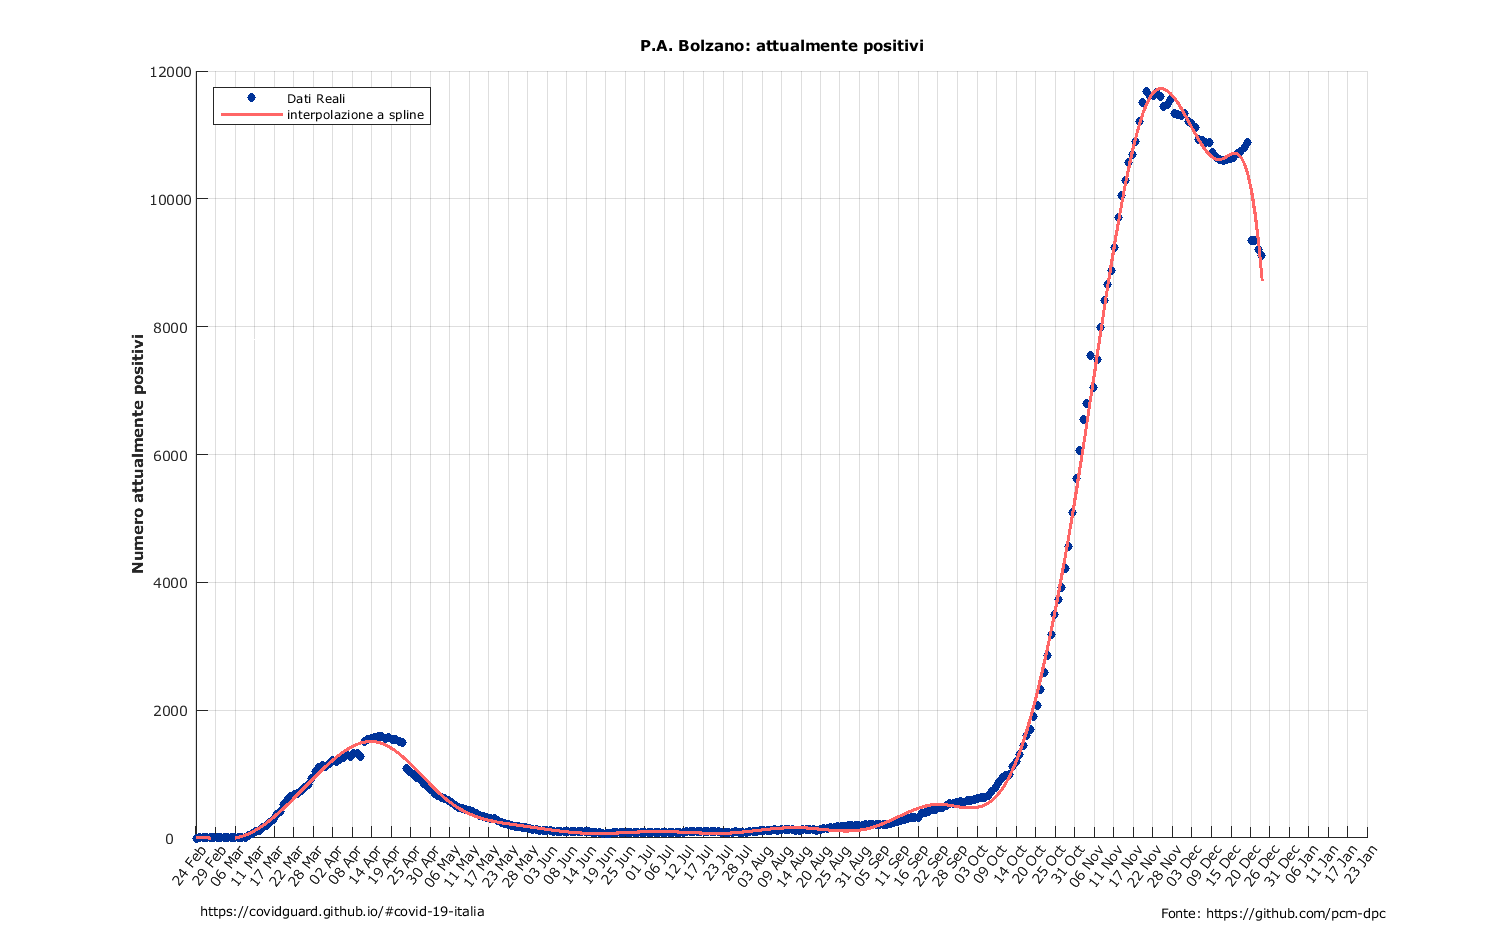 P.A. Bolzano: attualmente positivi
12000
10000
8000
6000
4000
2000
0
Numero attualmente positivi
Dati Reali
interpolazione a spline
24 Feb
29 Feb
06 Mar
11 Mar
17 Mar
22 Mar
28 Mar
02 Apr
08 Apr
14 Apr
19 Apr
25 Apr
30 Apr
06 May
11 May
17 May
23 May
28 May
03 Jun
08 Jun
14 Jun
19 Jun
25 Jun
01 Jul
06 Jul
12 Jul
17 Jul
23 Jul
28 Jul
03 Aug
09 Aug
14 Aug
20 Aug
25 Aug
31 Aug
05 Sep
11 Sep
16 Sep
22 Sep
28 Sep
03 Oct
09 Oct
14 Oct
20 Oct
25 Oct
31 Oct
06 Nov
11 Nov
17 Nov
22 Nov
28 Nov
03 Dec
09 Dec
15 Dec
20 Dec
26 Dec
31 Dec
06 Jan
11 Jan
17 Jan
23 Jan
https://covidguard.github.io/#covid-19-italia
Fonte: https://github.com/pcm-dpc